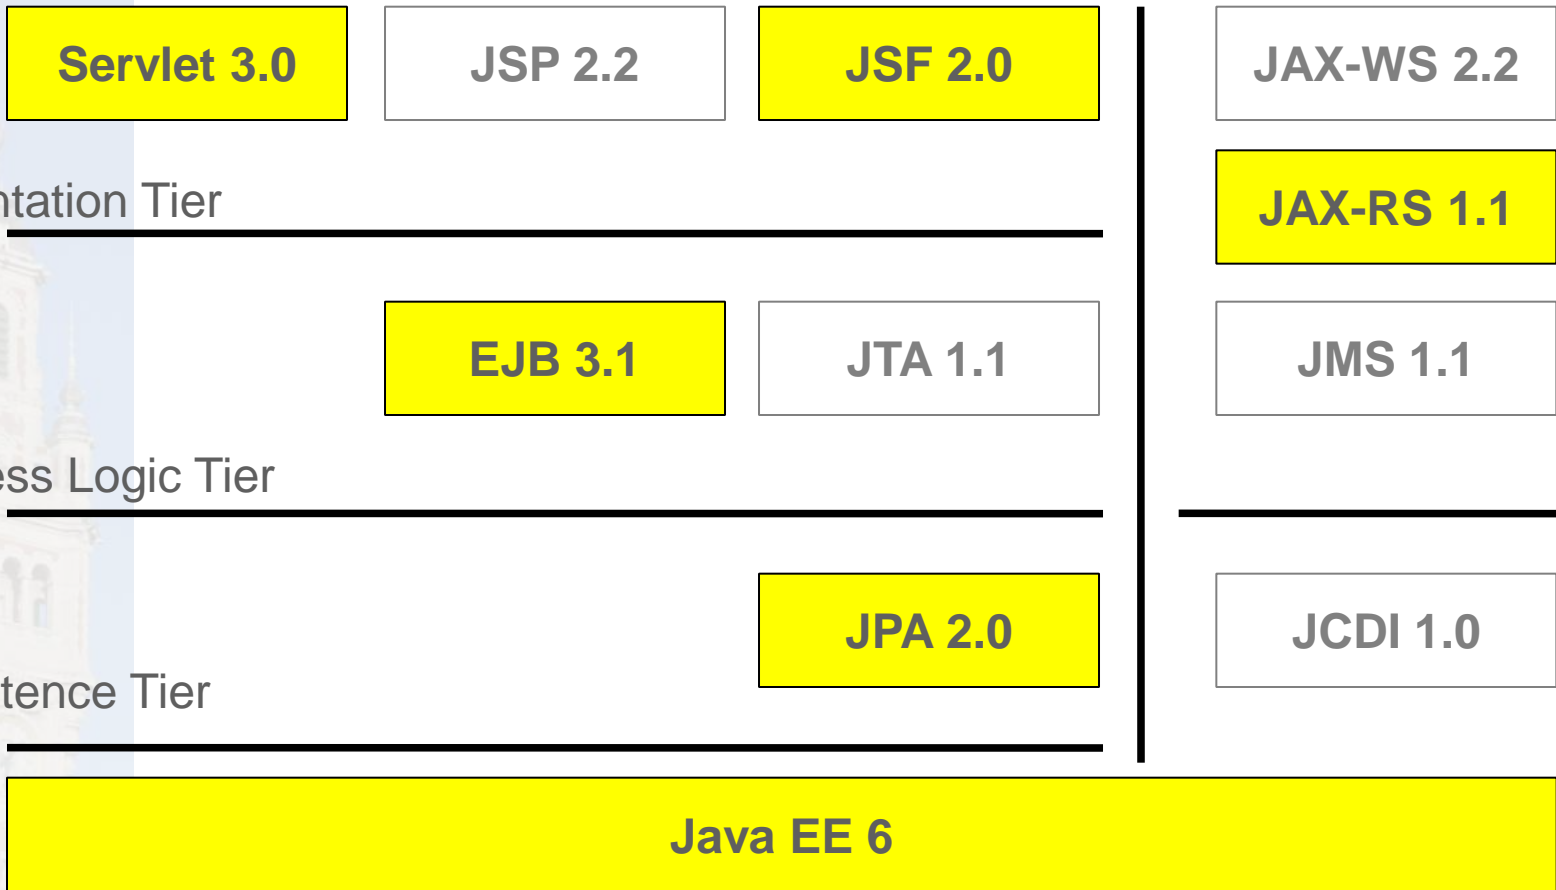 Servlet 3.0 JSP 2.2 JSF 2.0 JAX-WS 2.2
ntation Tier JAX-RS 1.1
EJB 3.1 JTA 1.1 JMS 1.1
ess Logic Tier
JPA 2.0 JCDI 1.0
tence Tier
Java EE 6